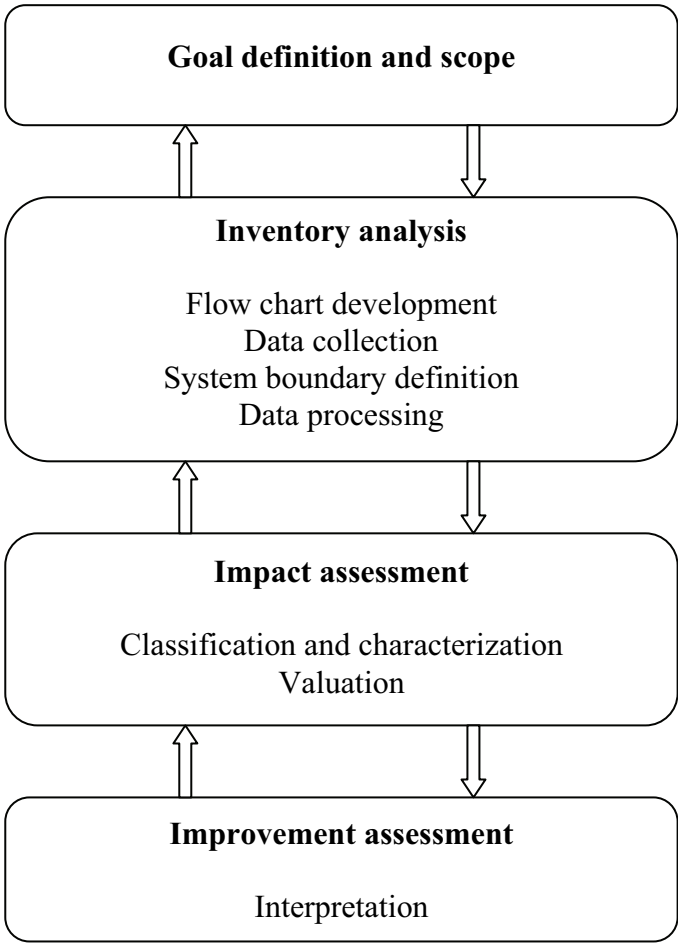 Goal definition and scope
Inventory analysis
Flow chart development
Data collection
System boundary definition
Data processing
Impact assessment
Classification and characterization
Valuation
Improvement assessment
Interpretation